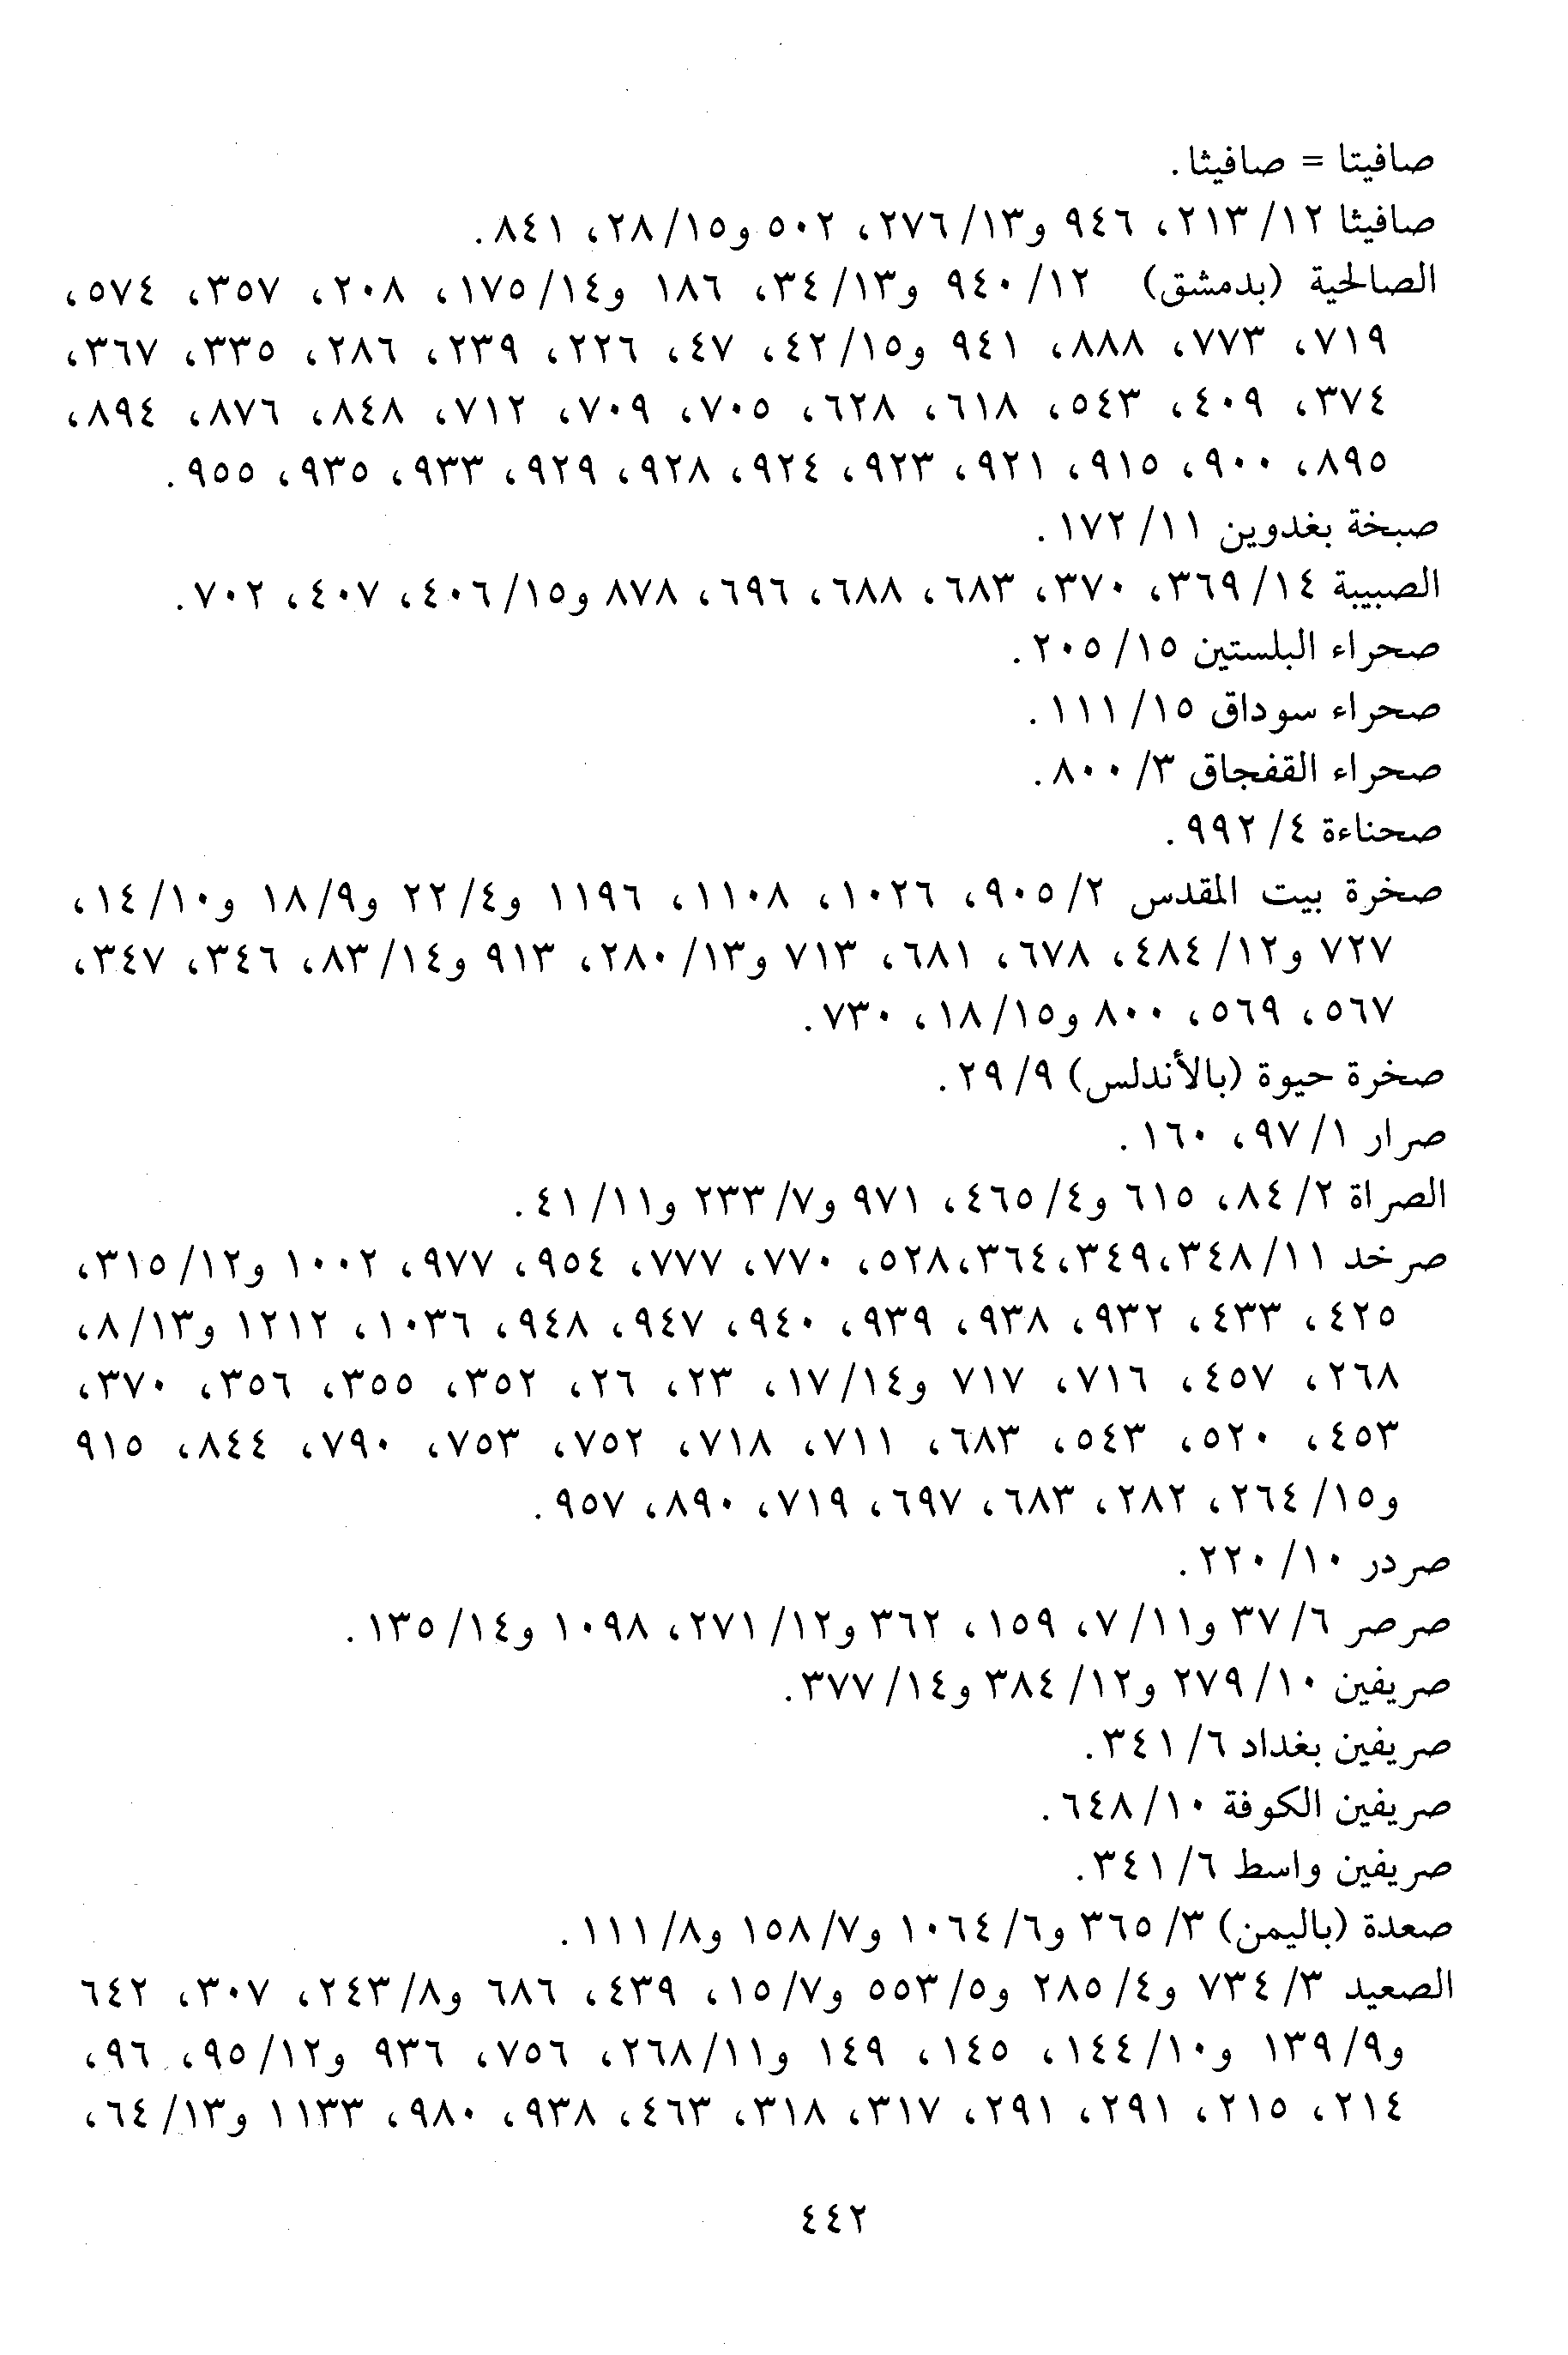 صافيتا = صافيثا.
صافيثا ١٢/ ٢١٣، ٩٤٦ و١٣/ ٢٧٦، ٥٠٢ و١٥/ ٢٨، ٨٤١.
الصالحية (بدمشق) ١٢/ ٩٤٠ و١٣/ ٣٤، ١٨٦ و١٤/ ١٧٥، ٢٠٨، ٣٥٧، ٥٧٤،
٧١٩، ٧٧٣، ٨٨٨، ٩٤١ و١٥/ ٤٢، ٤٧، ٢٢٦، ٢٣٩، ٢٨٦، ٣٣٥، ٣٦٧،
٣٧٤، ٤٠٩، ٥٤٣، ٦١٨، ٦٢٨، ٧٠٥، ٧٠٩، ٧١٢، ٨٤٨، ٨٧٦، ٨٩٤،
٨٩٥، ٩٠٠، ٩١٥، ٩٢١، ٩٢٣، ٩٢٤، ٩٢٨، ٩٢٩، ٩٣٣، ٩٣٥، ٩٥٥.
صبخة بغدوين ١١/ ١٧٢.
الصبيبة ١٤/ ٣٦٩، ٣٧٠، ٦٨٣، ٦٨٨، ٦٩٦، ٨٧٨ و١٥/ ٤٠٦، ٤٠٧، ٧٠٢.
صحراء البلستين ١٥/ ٢٠٥.
صحراء سوداق ١٥/ ١١١.
صحراء القفجاق ٣/ ٨٠٠.
صحناءة ٤/ ٩٩٢.
صخرة بيت المقدس ٢/ ٩٠٥، ١٠٢٦، ١١٠٨، ١١٩٦ و٤/ ٢٢ و٩/ ١٨ و١٠/ ١٤،
٧٢٧ و١٢/ ٤٨٤، ٦٧٨، ٦٨١، ٧١٣ و١٣/ ٢٨٠، ٩١٣ و١٤/ ٨٣، ٣٤٦، ٣٤٧،
٥٦٧، ٥٦٩، ٨٠٠ و١٥/ ١٨، ٧٣٠.
صخرة حيوة (بالأندلس) ٩/ ٢٩.
صرار ١/ ٩٧، ١٦٠.
الصراة ٢/ ٨٤، ٦١٥ و٤/ ٤٦٥، ٩٧١ و٧/ ٢٣٣ و١١/ ٤١.
صرخد ١١/ ٣٤٨،٣٤٩،٣٦٤،٥٢٨، ٧٧٠، ٧٧٧، ٩٥٤، ٩٧٧، ١٠٠٢ و١٢/ ٣١٥،
٤٢٥، ٤٣٣، ٩٣٢، ٩٣٨، ٩٣٩، ٩٤٠، ٩٤٧، ٩٤٨، ١٠٣٦، ١٢١٢ و١٣/ ٨،
٢٦٨، ٤٥٧، ٧١٦، ٧١٧ و١٤/ ١٧، ٢٣، ٢٦، ٣٥٢، ٣٥٥، ٣٥٦، ٣٧٠،
٤٥٣، ٥٢٠، ٥٤٣، ٦٨٣، ٧١١، ٧١٨، ٧٥٢، ٧٥٣، ٧٩٠، ٨٤٤، ٩١٥
و١٥/ ٢٦٤، ٢٨٢، ٦٨٣، ٦٩٧، ٧١٩، ٨٩٠، ٩٥٧.
صردر ١٠/ ٢٢٠.
صرصر ٦/ ٣٧ و١١/ ٧، ١٥٩، ٣٦٢ و١٢/ ٢٧١، ١٠٩٨ و١٤/ ١٣٥.
صريفين ١٠/ ٢٧٩ و١٢/ ٣٨٤ و١٤/ ٣٧٧.
صريفين بغداد ٦/ ٣٤١.
صريفين الكوفة ١٠/ ٦٤٨.
صريفين واسط ٦/ ٣٤١.
صعدة (باليمن) ٣/ ٣٦٥ و٦/ ١٠٦٤ و٧/ ١٥٨ و٨/ ١١١.
الصعيد ٣/ ٧٣٤ و٤/ ٢٨٥ و٥/ ٥٥٣ و٧/ ١٥، ٤٣٩، ٦٨٦ و٨/ ٢٤٣، ٣٠٧، ٦٤٢
و٩/ ١٣٩ و١٠/ ١٤٤، ١٤٥، ١٤٩ و١١/ ٢٦٨، ٧٥٦، ٩٣٦ و١٢/ ٩٥، ٩٦،
٢١٤، ٢١٥، ٢٩١، ٢٩١، ٣١٧، ٣١٨، ٤٦٣، ٩٣٨، ٩٨٠، ١١٣٣ و١٣/ ٦٤،
٤٤٢